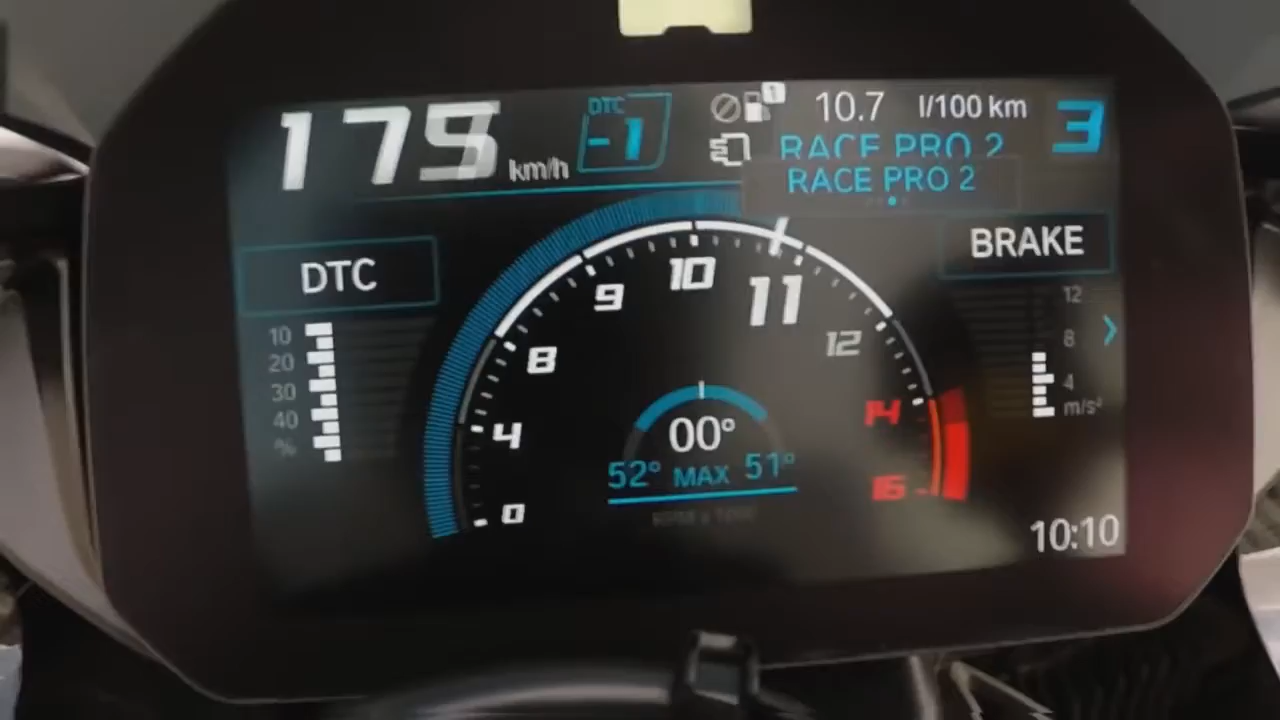 175 km/h
DTC
-1
1
10.7 l/100 km
3
RACE PRO 2
RACE PRO 2
DTC
10
20
30
40
%
BRAKE
12
8
4
m/s²
0
4
8
9
10
11
12
14
16
00°
52° MAX 51°
10:10